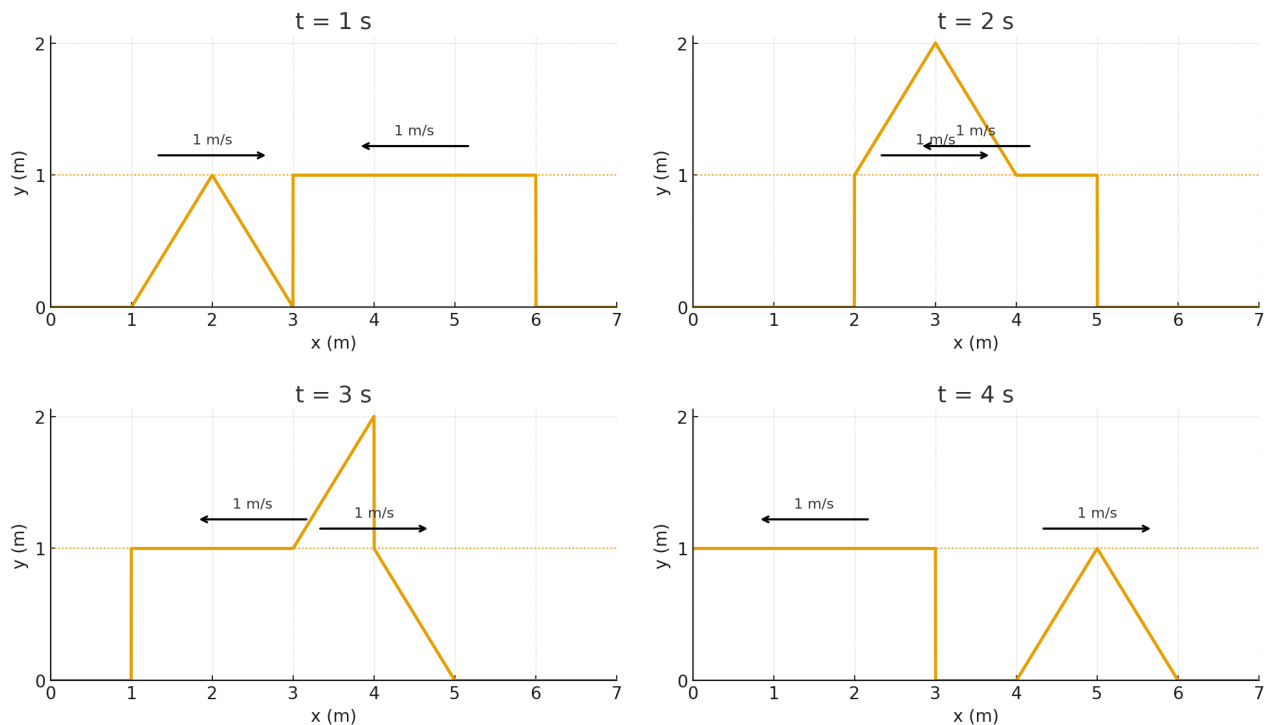 t = 1 s
2
1
0
y (m)
1 m/s
1 m/s
0 1 2 3 4 5 6 7
x (m)
t = 2 s
2
1
0
y (m)
1 m/s
1 m/s
0 1 2 3 4 5 6 7
x (m)
t = 3 s
2
1
0
y (m)
1 m/s
1 m/s
0 1 2 3 4 5 6 7
x (m)
t = 4 s
2
1
0
y (m)
1 m/s
1 m/s
0 1 2 3 4 5 6 7
x (m)